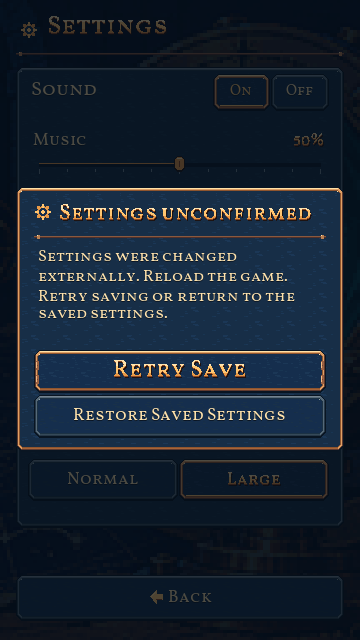 Settings
Sound
On
Off
Music
50%
Settings unconfirmed
Settings were changed
externally. Reload the game.
Retry saving or return to the
saved settings.
Retry Save
Restore Saved Settings
Normal
Large
Back